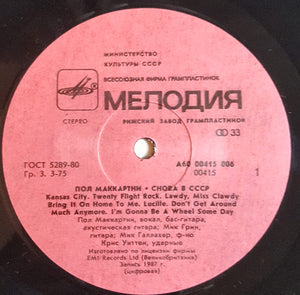 МИНИСТЕРСТВО
КУЛЬТУРЫ СССР
ВСЕСОЮЗНАЯ ФИРМА ГРАМПЛАСТИНОК
МЕЛОДИЯ
СТЕРЕО
РИЖСКИЙ ЗАВОД ГРАМПЛАСТИНОК
33
ГОСТ 5289-80
Гр. 3. 3-75
А60 00415 006
00415
1
ПОЛ МАККАРТНИ · СНОВА В СССР
Kansas City. Twenty Flight Rock. Lawdy, Miss Clawdy
Bring It On Home To Me. Lucille. Don't Get Around
Much Anymore. I'm Gonna Be A Wheel Some Day
Пол Маккартни, вокал, бас-гитара,
акустическая гитара; Мик Грин,
гитара; Мик Галлахер, ф-но
Крис Уиттен, ударные
Изготовлено по лицензии фирмы
EMI Records Ltd (Великобритания)
Запись 1987 г.
(цифровая)